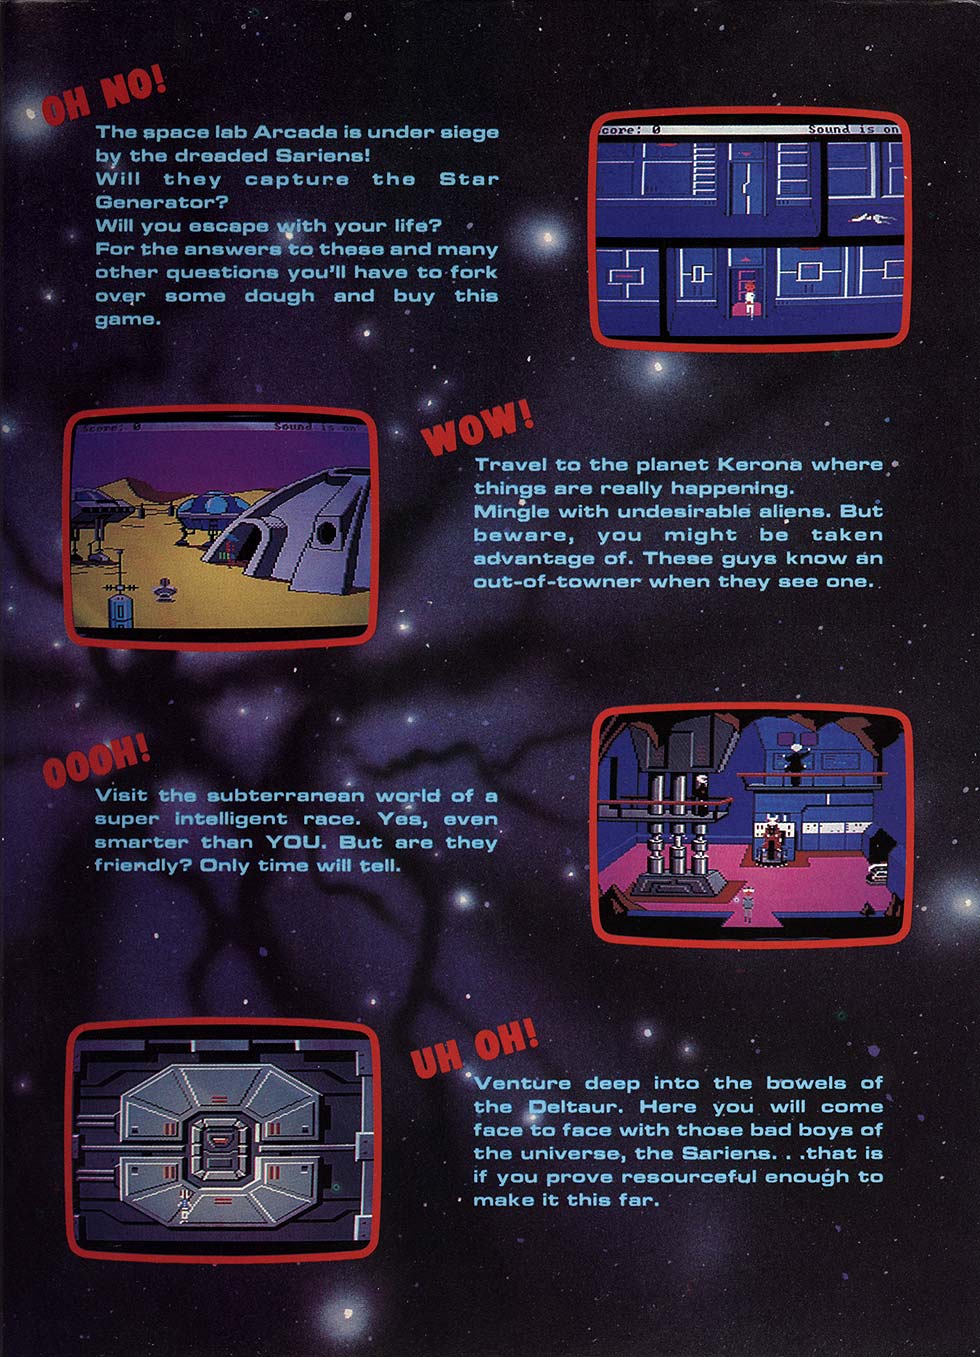 OH NO!
The space lab Arcada is under siege
by the dreaded Sariens!
Will they capture the Star
Generator?
Will you escape with your life?
For the answers to these and many
other questions you'll have to fork
over some dough and buy this
game.
core: 0 Sound is on
Score: 0 Sound is on
WOW!
Travel to the planet Kerona where
things are really happening.
Mingle with undesirable aliens. But
beware, you might be taken
advantage of. These guys know an
out-of-towner when they see one.
OOOH!
Visit the subterranean world of a
super intelligent race. Yes, even
smarter than YOU. But are they
friendly? Only time will tell.
UH OH!
Venture deep into the bowels of
the Deltaur. Here you will come
face to face with those bad boys of
the universe, the Sariens. . .that is
if you prove resourceful enough to
make it this far.